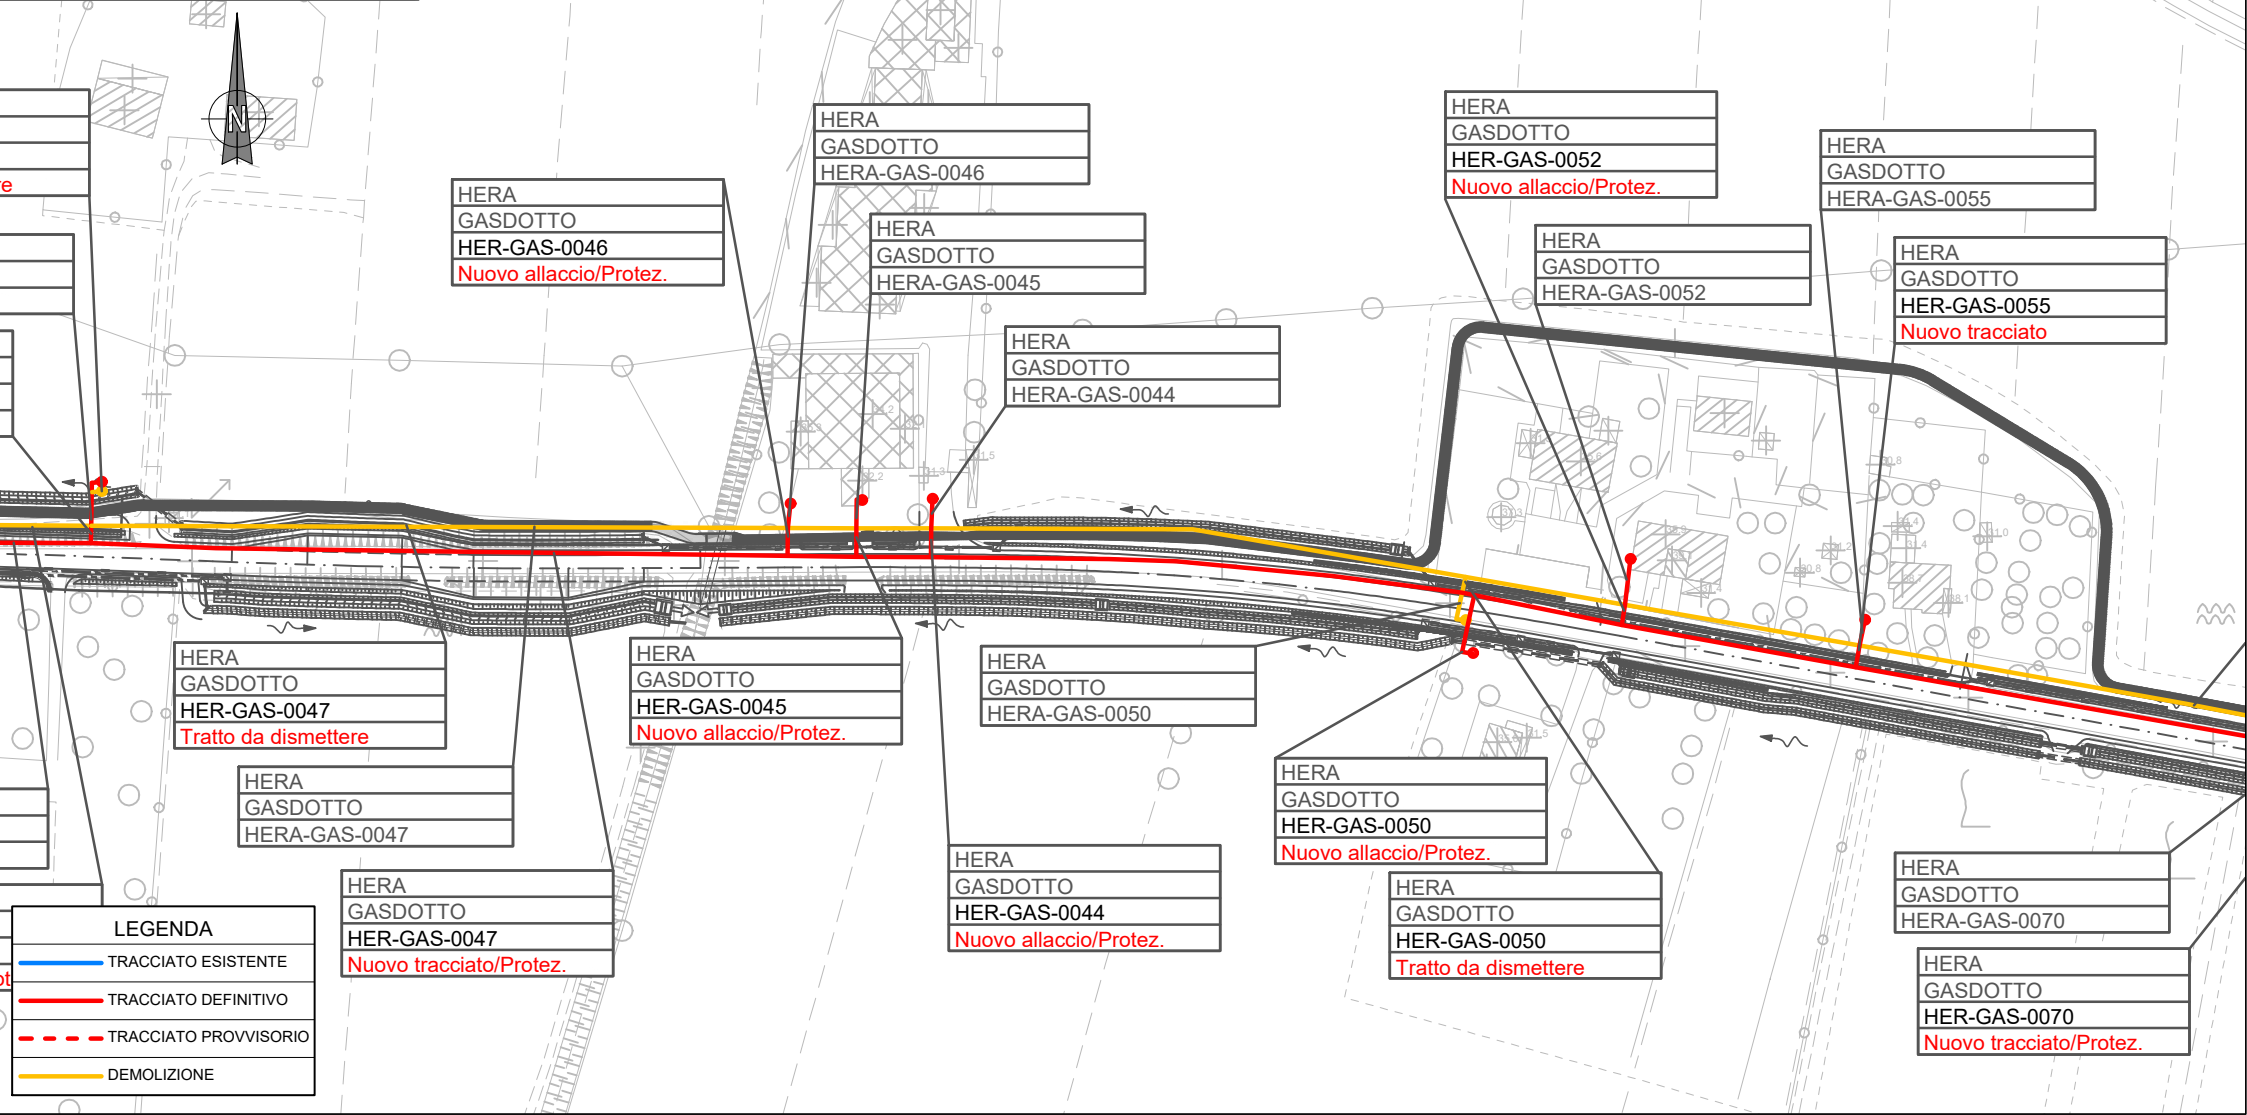 N
HERA
GASDOTTO
HER-GAS-0046
Nuovo allaccio/Protez.
HERA
GASDOTTO
HERA-GAS-0046
HERA
GASDOTTO
HERA-GAS-0045
HERA
GASDOTTO
HERA-GAS-0044
HERA
GASDOTTO
HER-GAS-0052
Nuovo allaccio/Protez.
HERA
GASDOTTO
HERA-GAS-0052
HERA
GASDOTTO
HERA-GAS-0055
HERA
GASDOTTO
HER-GAS-0055
Nuovo tracciato
HERA
GASDOTTO
HER-GAS-0047
Tratto da dismettere
HERA
GASDOTTO
HERA-GAS-0047
HERA
GASDOTTO
HER-GAS-0047
Nuovo tracciato/Protez.
HERA
GASDOTTO
HER-GAS-0045
Nuovo allaccio/Protez.
HERA
GASDOTTO
HERA-GAS-0050
HERA
GASDOTTO
HER-GAS-0044
Nuovo allaccio/Protez.
HERA
GASDOTTO
HER-GAS-0050
Nuovo allaccio/Protez.
HERA
GASDOTTO
HER-GAS-0050
Tratto da dismettere
HERA
GASDOTTO
HERA-GAS-0070
HERA
GASDOTTO
HER-GAS-0070
Nuovo tracciato/Protez.
LEGENDA
TRACCIATO ESISTENTE
TRACCIATO DEFINITIVO
TRACCIATO PROVVISORIO
DEMOLIZIONE